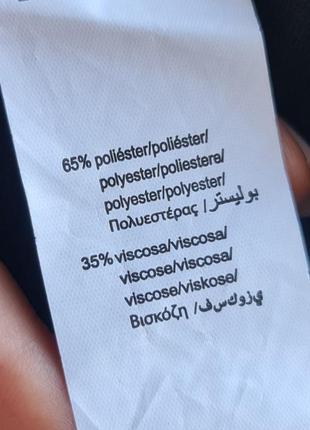 65% poliéster/poliéster/
polyester/poliestere/
polyester/polyester/
Πολυεστέρας /بوليستر
35% viscosa/viscosa/
viscose/viscosa/
viscose/viskose/
Βισκόζη /فسكوزي